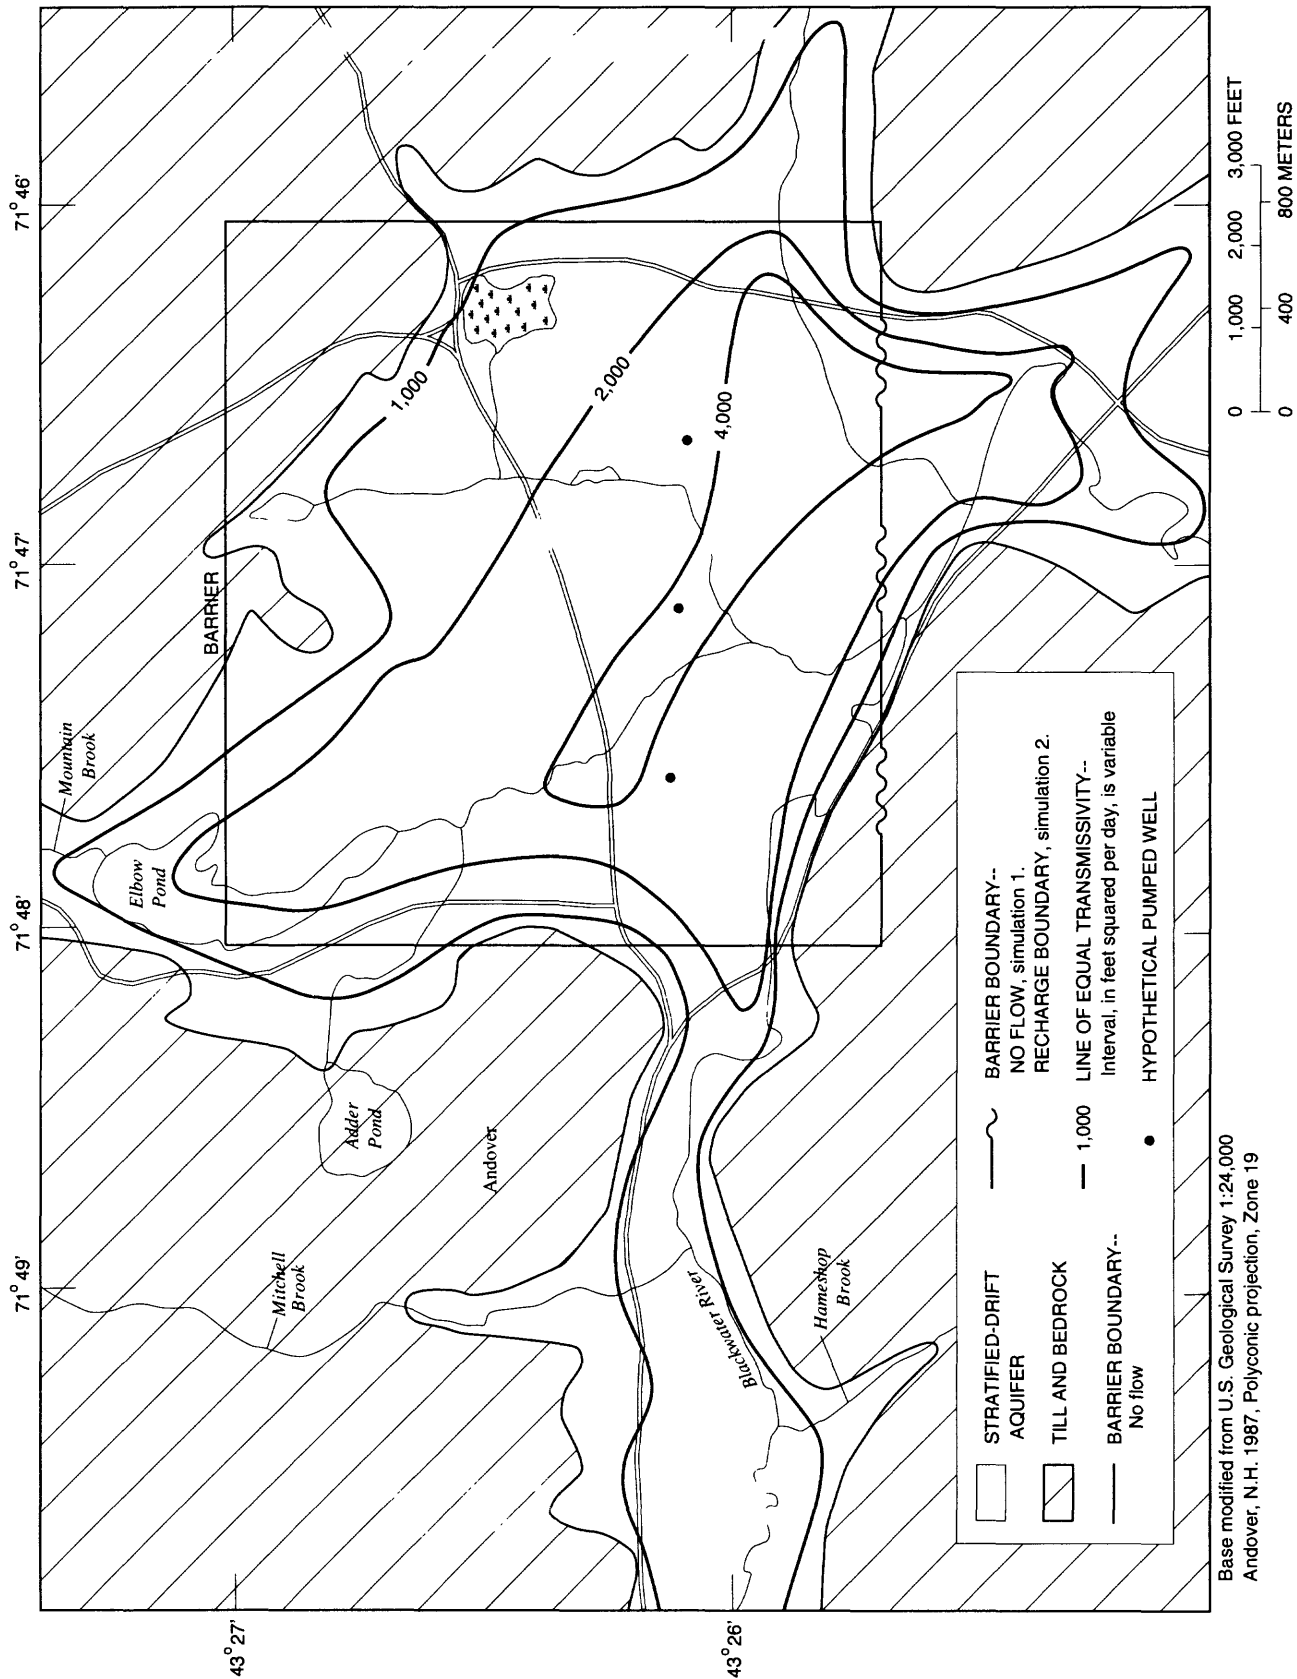 71° 49'
71° 48'
71° 47'
71° 46'
43° 27'
43° 26'
Mountain
Brook
Elbow
Pond
BARRIER
1,000
2,000
4,000
Adder
Pond
Andover
Mitchell
Brook
Blackwater River
Hameshop
Brook
STRATIFIED-DRIFT
AQUIFER
TILL AND BEDROCK
BARRIER BOUNDARY--
No flow
BARRIER BOUNDARY--
NO FLOW, simulation 1.
RECHARGE BOUNDARY, simulation 2.
1,000 LINE OF EQUAL TRANSMISSIVITY--
Interval, in feet squared per day, is variable
HYPOTHETICAL PUMPED WELL
Base modified from U.S. Geological Survey 1:24,000
Andover, N.H. 1987, Polyconic projection, Zone 19
0 1,000 2,000 3,000 FEET
0 400 800 METERS